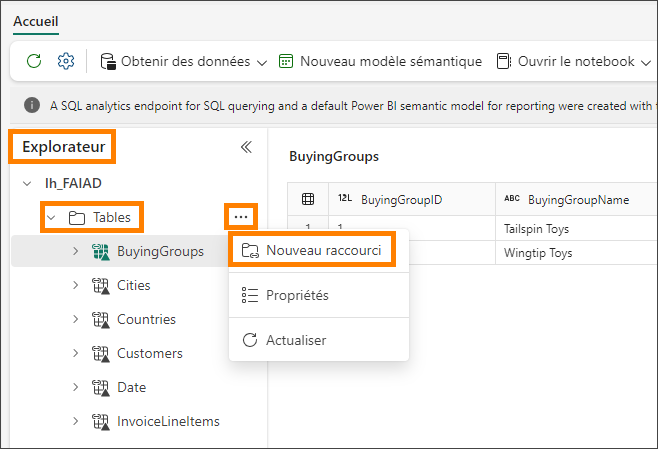 Accueil
Obtenir des données Nouveau modèle sémantique Ouvrir le notebook
A SQL analytics endpoint for SQL querying and a default Power BI semantic model for reporting were created with
Explorateur
BuyingGroups
lh_FAIAD
12L BuyingGroupID ABC BuyingGroupName
Tables ...
1 1 Tailspin Toys
BuyingGroups Nouveau raccourci Wingtip Toys
Cities Propriétés
Countries
Actualiser
Customers
Date
InvoiceLineItems